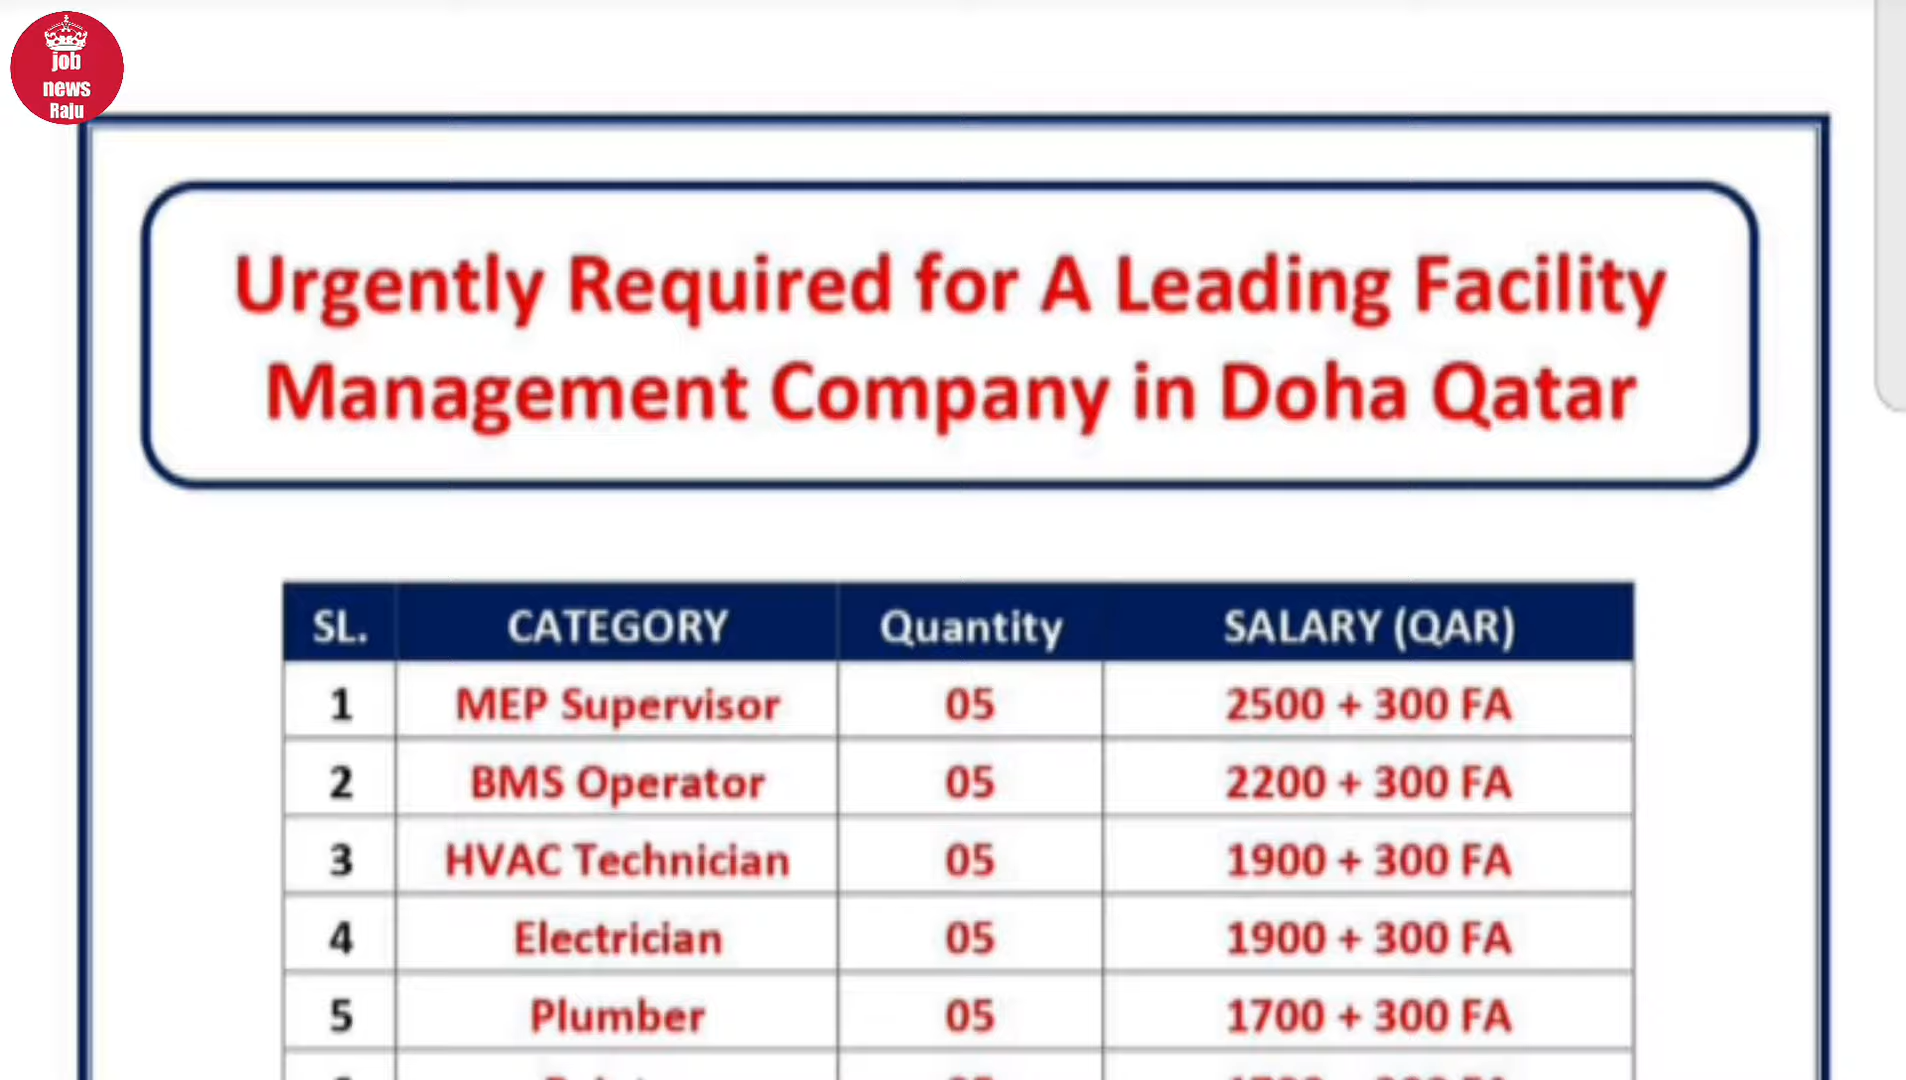 job
news
Raju
Urgently Required for A Leading Facility
Management Company in Doha Qatar
SL. CATEGORY Quantity SALARY (QAR)
1 MEP Supervisor 05 2500 + 300 FA
2 BMS Operator 05 2200 + 300 FA
3 HVAC Technician 05 1900 + 300 FA
4 Electrician 05 1900 + 300 FA
5 Plumber 05 1700 + 300 FA